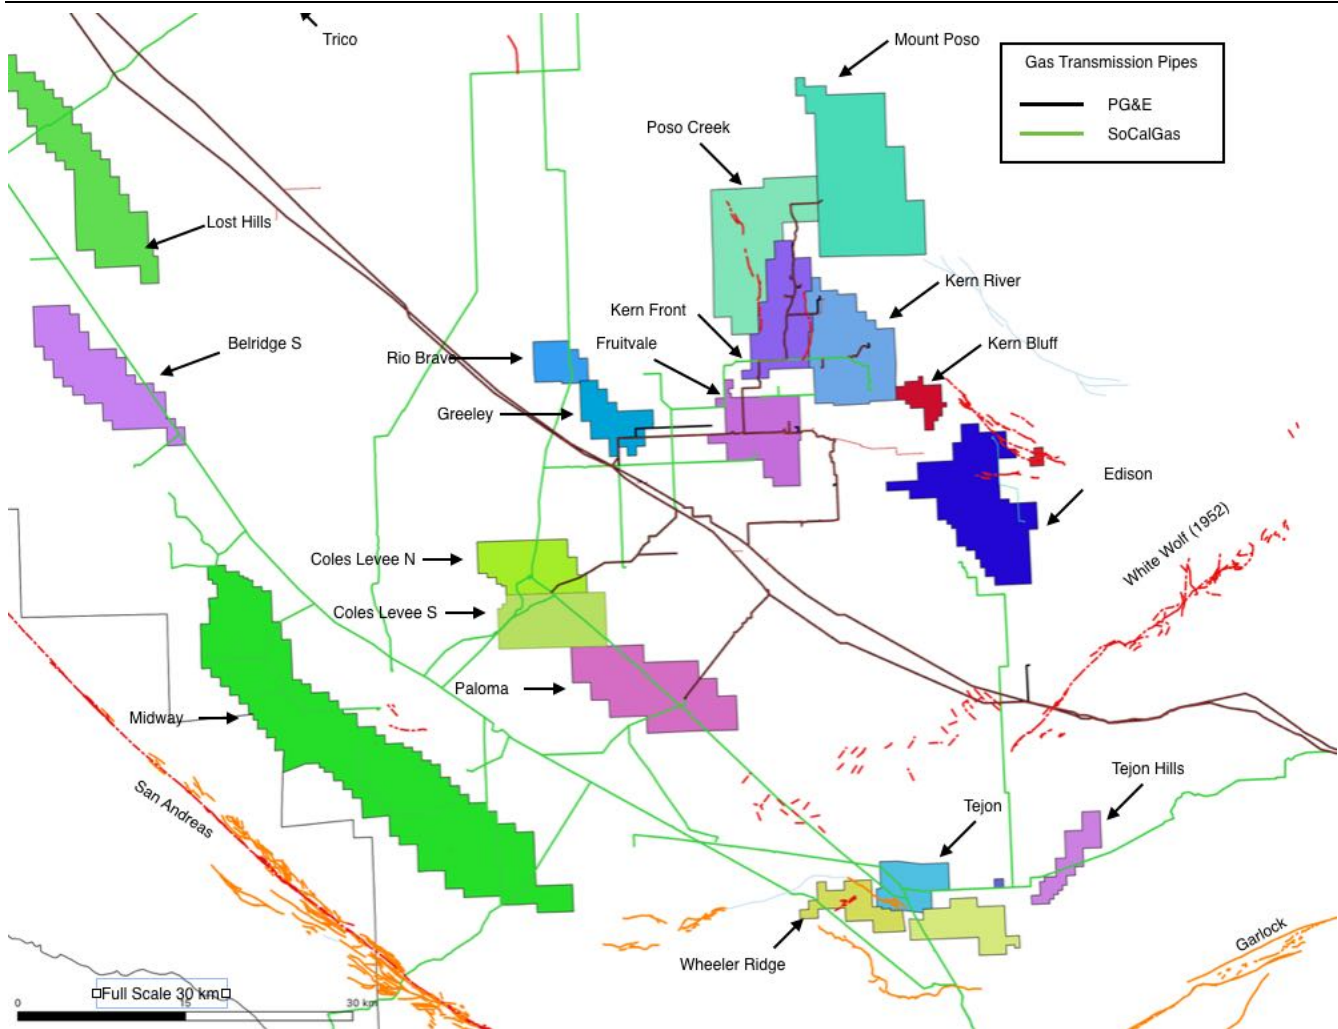 Trico
Mount Poso
Gas Transmission Pipes
PG&E
SoCalGas
Poso Creek
Lost Hills
Kern River
Kern Front
Belridge S
Fruitvale
Kern Bluff
Rio Bravo
Greeley
Edison
White Wolf (1952)
Coles Levee N
Coles Levee S
Paloma
Midway
Tejon Hills
San Andreas
Tejon
Garlock
Wheeler Ridge
Full Scale 30 km
0 15 30 km